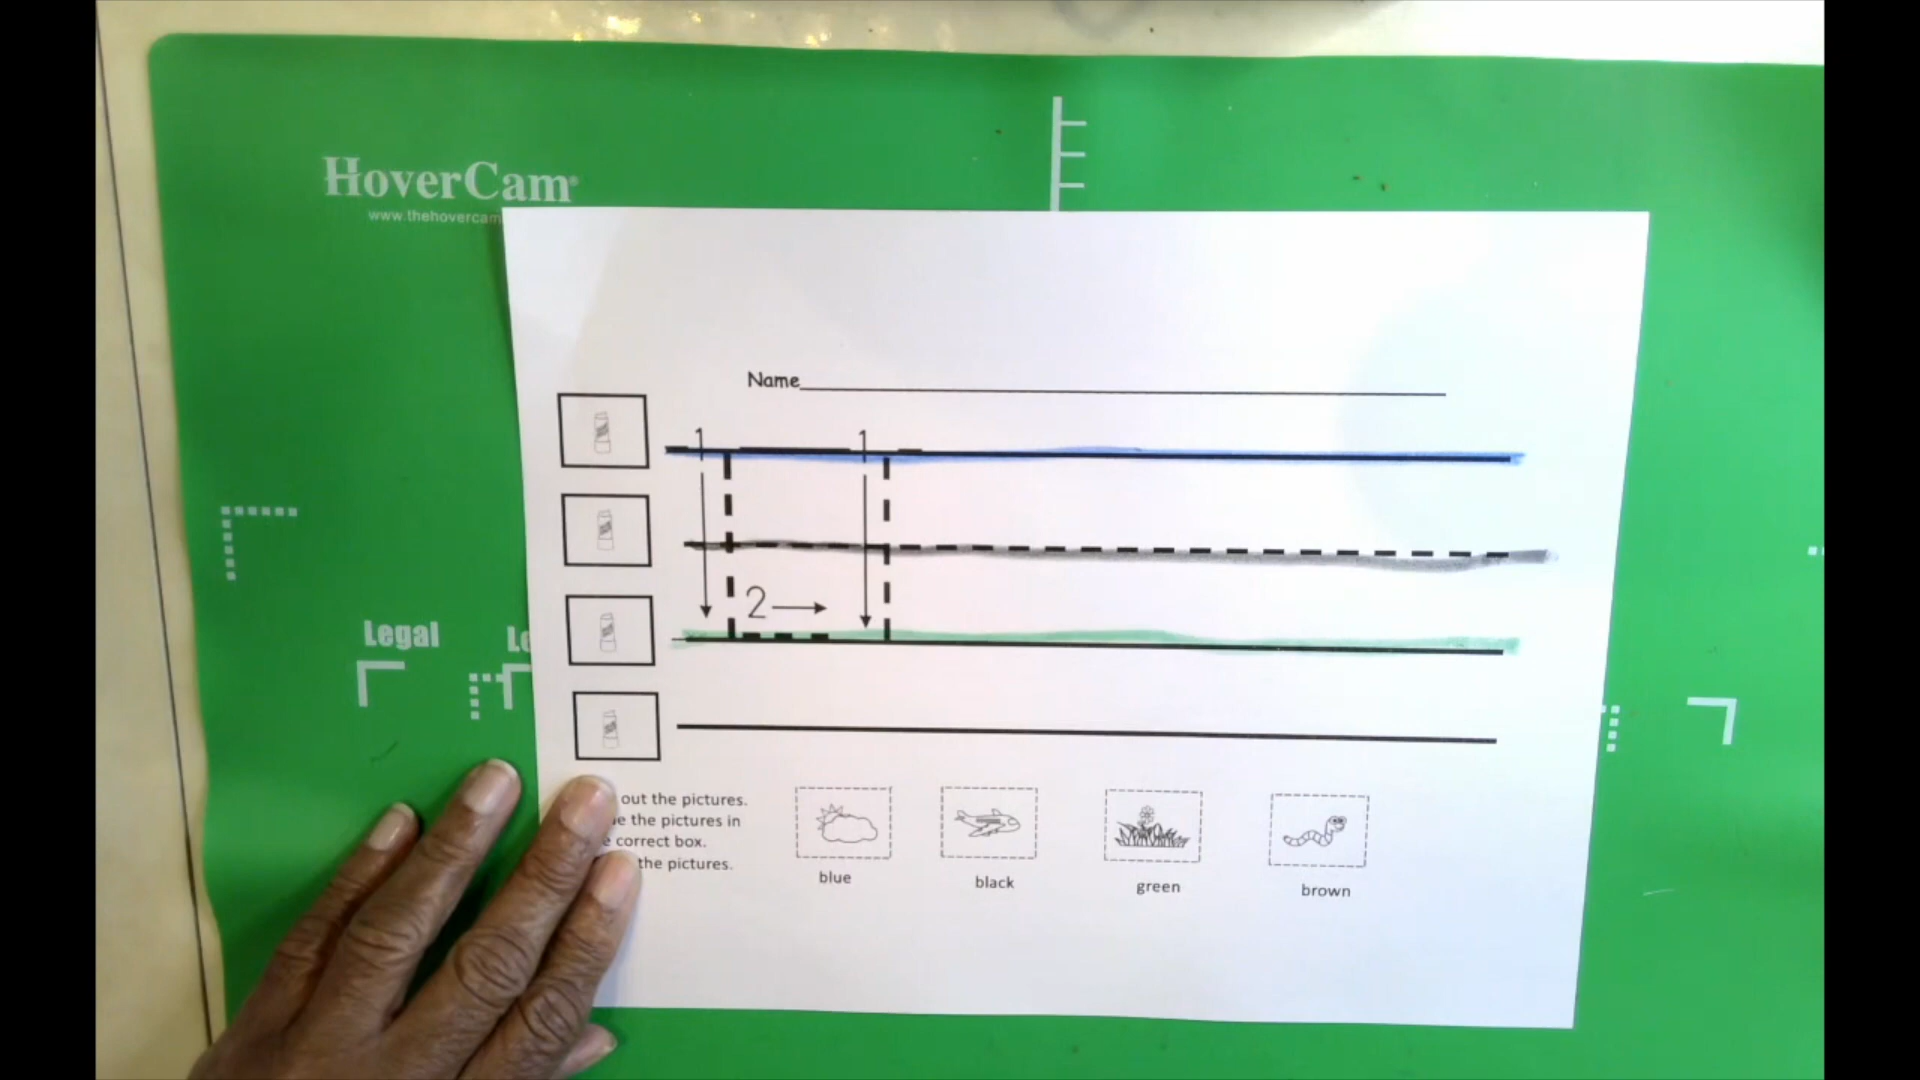 HoverCam
www.thehovercam
Name
1 1
2
Legal
out the pictures.
the pictures in
correct box.
the pictures.
blue
black
green
brown